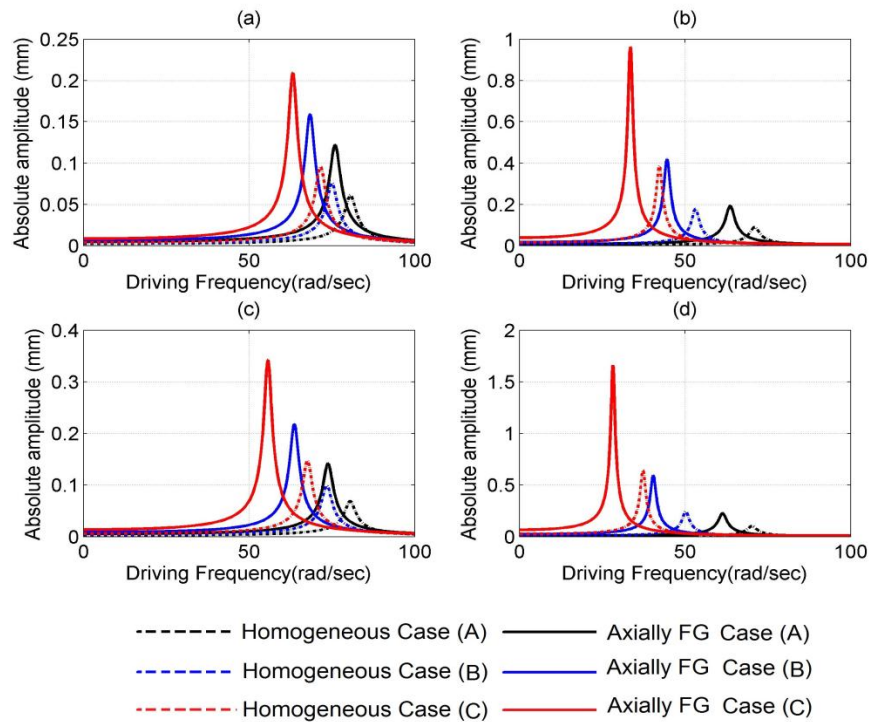 (a)
Absolute amplitude (mm)
0.25
0.2
0.15
0.1
0.05
0
0 50 100
Driving Frequency(rad/sec)
(b)
Absolute amplitude (mm)
1
0.8
0.6
0.4
0.2
0
0 50 100
Driving Frequency(rad/sec)
(c)
Absolute amplitude (mm)
0.4
0.3
0.2
0.1
0
0 50 100
Driving Frequency(rad/sec)
(d)
Absolute amplitude (mm)
2
1.5
1
0.5
0
0 50 100
Driving Frequency(rad/sec)
Homogeneous Case (A)
Axially FG Case (A)
Homogeneous Case (B)
Axially FG Case (B)
Homogeneous Case (C)
Axially FG Case (C)